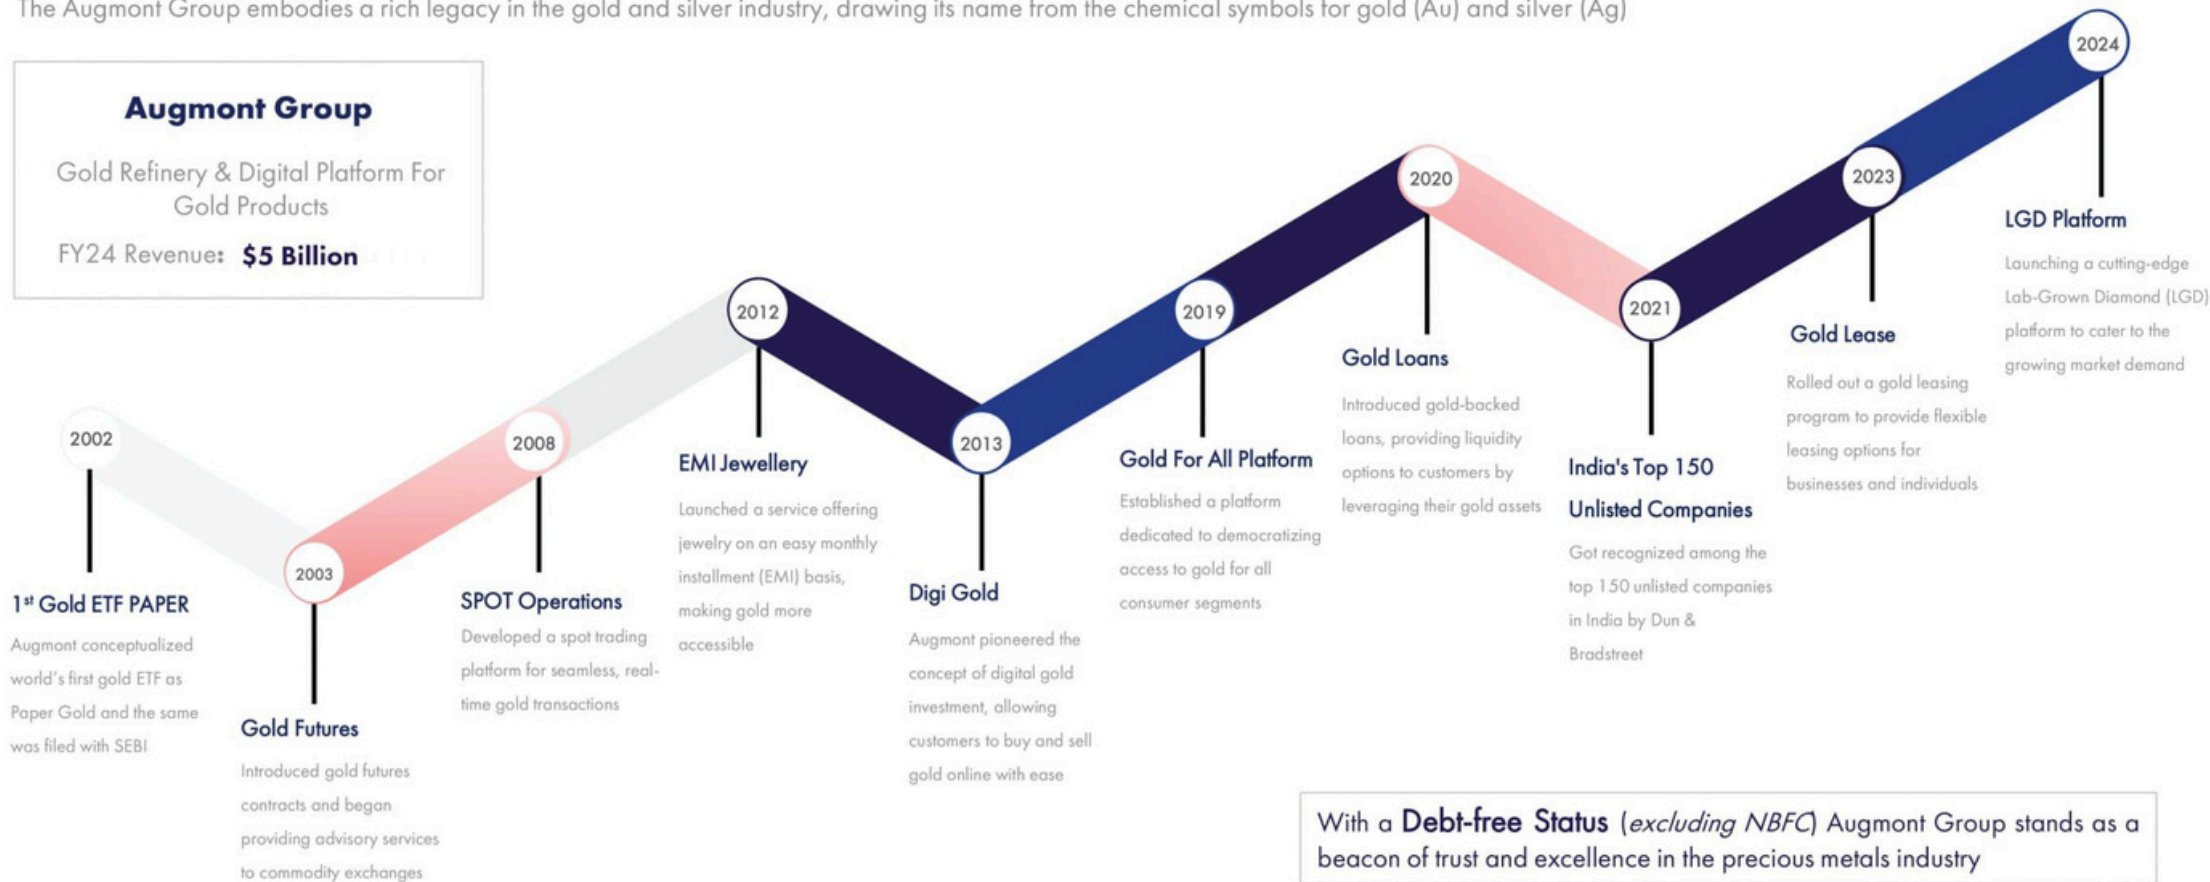 The Augmont Group embodies a rich legacy in the gold and silver industry, drawing its name from the chemical symbols for gold (Au) and silver (Ag)
Augmont Group
Gold Refinery & Digital Platform For
Gold Products
FY24 Revenue: $5 Billion
2002
1st Gold ETF PAPER
Augmont conceptualized
world's first gold ETF as
Paper Gold and the same
was filed with SEBI
2003
Gold Futures
Introduced gold futures
contracts and began
providing advisory services
to commodity exchanges
2008
SPOT Operations
Developed a spot trading
platform for seamless, real-
time gold transactions
2012
EMI Jewellery
Launched a service offering
jewelry on an easy monthly
installment (EMI) basis,
making gold more
accessible
2013
Digi Gold
Augmont pioneered the
concept of digital gold
investment, allowing
customers to buy and sell
gold online with ease
2019
Gold For All Platform
Established a platform
dedicated to democratizing
access to gold for all
consumer segments
2020
Gold Loans
Introduced gold-backed
loans, providing liquidity
options to customers by
leveraging their gold assets
2021
India's Top 150
Unlisted Companies
Got recognized among the
top 150 unlisted companies
in India by Dun &
Bradstreet
2023
Gold Lease
Rolled out a gold leasing
program to provide flexible
leasing options for
businesses and individuals
2024
LGD Platform
Launching a cutting-edge
Lab-Grown Diamond (LGD)
platform to cater to the
growing market demand
With a Debt-free Status (excluding NBFC) Augmont Group stands as a
beacon of trust and excellence in the precious metals industry